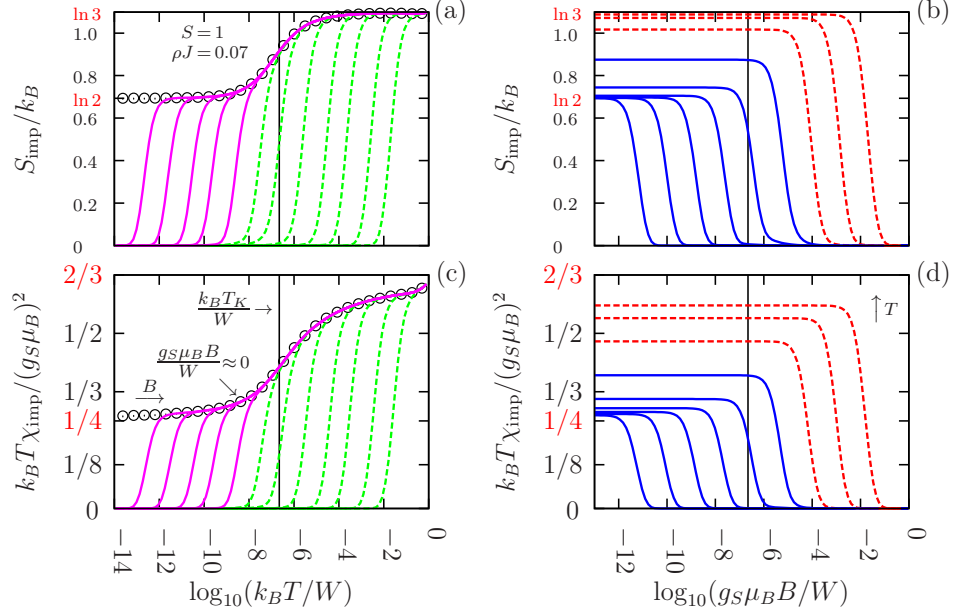 (a)
S_imp/k_B
ln 3
1.0
0.8
ln 2
0.6
0.4
0.2
0
S = 1
ρJ = 0.07
(b)
S_imp/k_B
ln 3
1.0
0.8
ln 2
0.6
0.4
0.2
0
(c)
k_B T χ_imp/(g_S μ_B)^2
2/3
1/2
1/3
1/4
1/8
0
k_B T_K/W →
g_S μ_B B/W ≈ 0
B
−14
−12
−10
−8
−6
−4
−2
0
log_10(k_B T/W)
(d)
k_B T χ_imp/(g_S μ_B)^2
2/3
1/2
1/3
1/4
1/8
0
↑ T
−12
−10
−8
−6
−4
−2
0
log_10(g_S μ_B B/W)